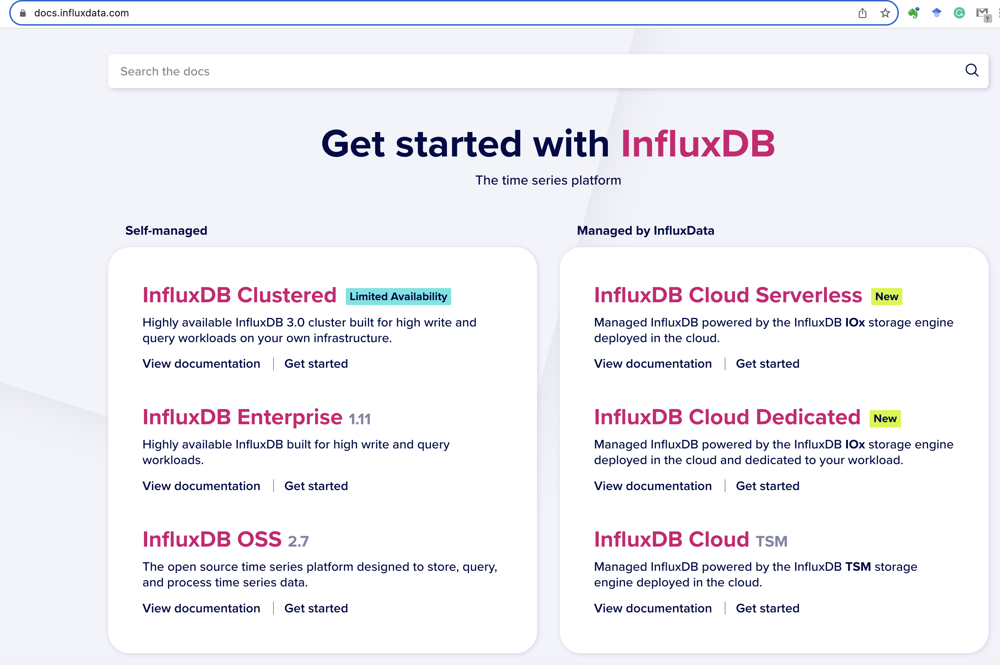 docs.influxdata.com
?
Search the docs
Get started with InfluxDB
The time series platform
Self-managed
InfluxDB Clustered Limited Availability
Highly available InfluxDB 3.0 cluster built for high write and
query workloads on your own infrastructure.
View documentation | Get started
InfluxDB Enterprise 1.11
Highly available InfluxDB built for high write and query
workloads.
View documentation | Get started
InfluxDB OSS 2.7
The open source time series platform designed to store, query,
and process time series data.
View documentation | Get started
Managed by InfluxData
InfluxDB Cloud Serverless New
Managed InfluxDB powered by the InfluxDB IOx storage engine
deployed in the cloud.
View documentation | Get started
InfluxDB Cloud Dedicated New
Managed InfluxDB powered by the InfluxDB IOx storage engine
deployed in the cloud and dedicated to your workload.
View documentation | Get started
InfluxDB Cloud TSM
Managed InfluxDB powered by the InfluxDB TSM storage
engine deployed in the cloud.
View documentation | Get started